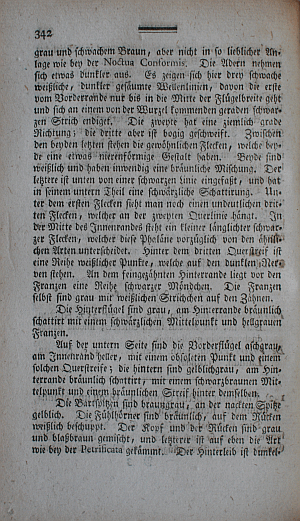 342
grau und schwachem Braun, aber nicht in so lieblicher An-
lage wie bey der Noctua Conformis. Die Adern nehmen
sich etwas dunkler aus. Es zeigen sich hier drey schwache
weißliche, dunkler gesäumte Wellenlinien, davon die erste
vom Vorderrande nur bis in die Mitte der Flügelbreite geht
und sich an einen von der Wurzel kommenden geraden schwar-
zen Strich endiget. Die zweyte hat eine ziemlich grade
Richtung; die dritte aber ist bogig geschweift. Zwischen
den beyden letzten stehen die gewöhnlichen Flecken, welche bey-
de eine etwas nierenförmige Gestalt haben. Beyde sind
weißlich und haben inwendig eine bräunliche Mischung. Der
letztere ist unten von einer schwarzen Linie eingefaßt, und hat
in seinem untern Theil eine schwärzliche Schattirung. Un-
ter dem ersten Flecken sieht man noch einen undeutlichen drit-
ten Flecken, welcher an der zweyten Querlinie hängt. In
der Mitte des Innenrandes steht ein kleiner länglichter schwar-
zer Flecken, welcher diese Phaläne vorzüglich von den ähnli-
chen Arten unterscheidet. Hinter dem dritten Querstreif ist
eine Reihe weißlicher Punkte, welche auf den dunklen Ner-
ven stehen. An dem feingezähnten Hinterrande liegt vor den
Franzen eine Reihe schwarzer Möndchen. Die Franzen
selbst sind grau mit weißlichen Strichchen auf den Zähnen.
Die Hinterflügel sind grau, am Hinterrande bräunlich
schattirt mit einem schwärzlichen Mittelpunkt und hellgrauen
Franzen.
Auf der untern Seite sind die Vorderflügel aschgrau,
am Innenrand heller, mit einem obsoleten Punkt und einem
solchen Querstreife; die hintern sind gelblichgrau, am Hin-
terrande bräunlich schattirt, mit einem schwarzbraunen Mit-
telpunkt und einem bräunlichen Streif hinter demselben.
Die Bartspitzen sind braungrau, an der nackten Spitze
gelblich. Die Fühlhörner sind bräunlich, auf dem Rücken
weißlich beschuppt. Der Kopf und der Rücken sind grau
und blaßbraun gemischt, und letzterer ist auf eben die Art
wie bey der Petrificata gekämmt. Der Hinterleib ist dunkel-